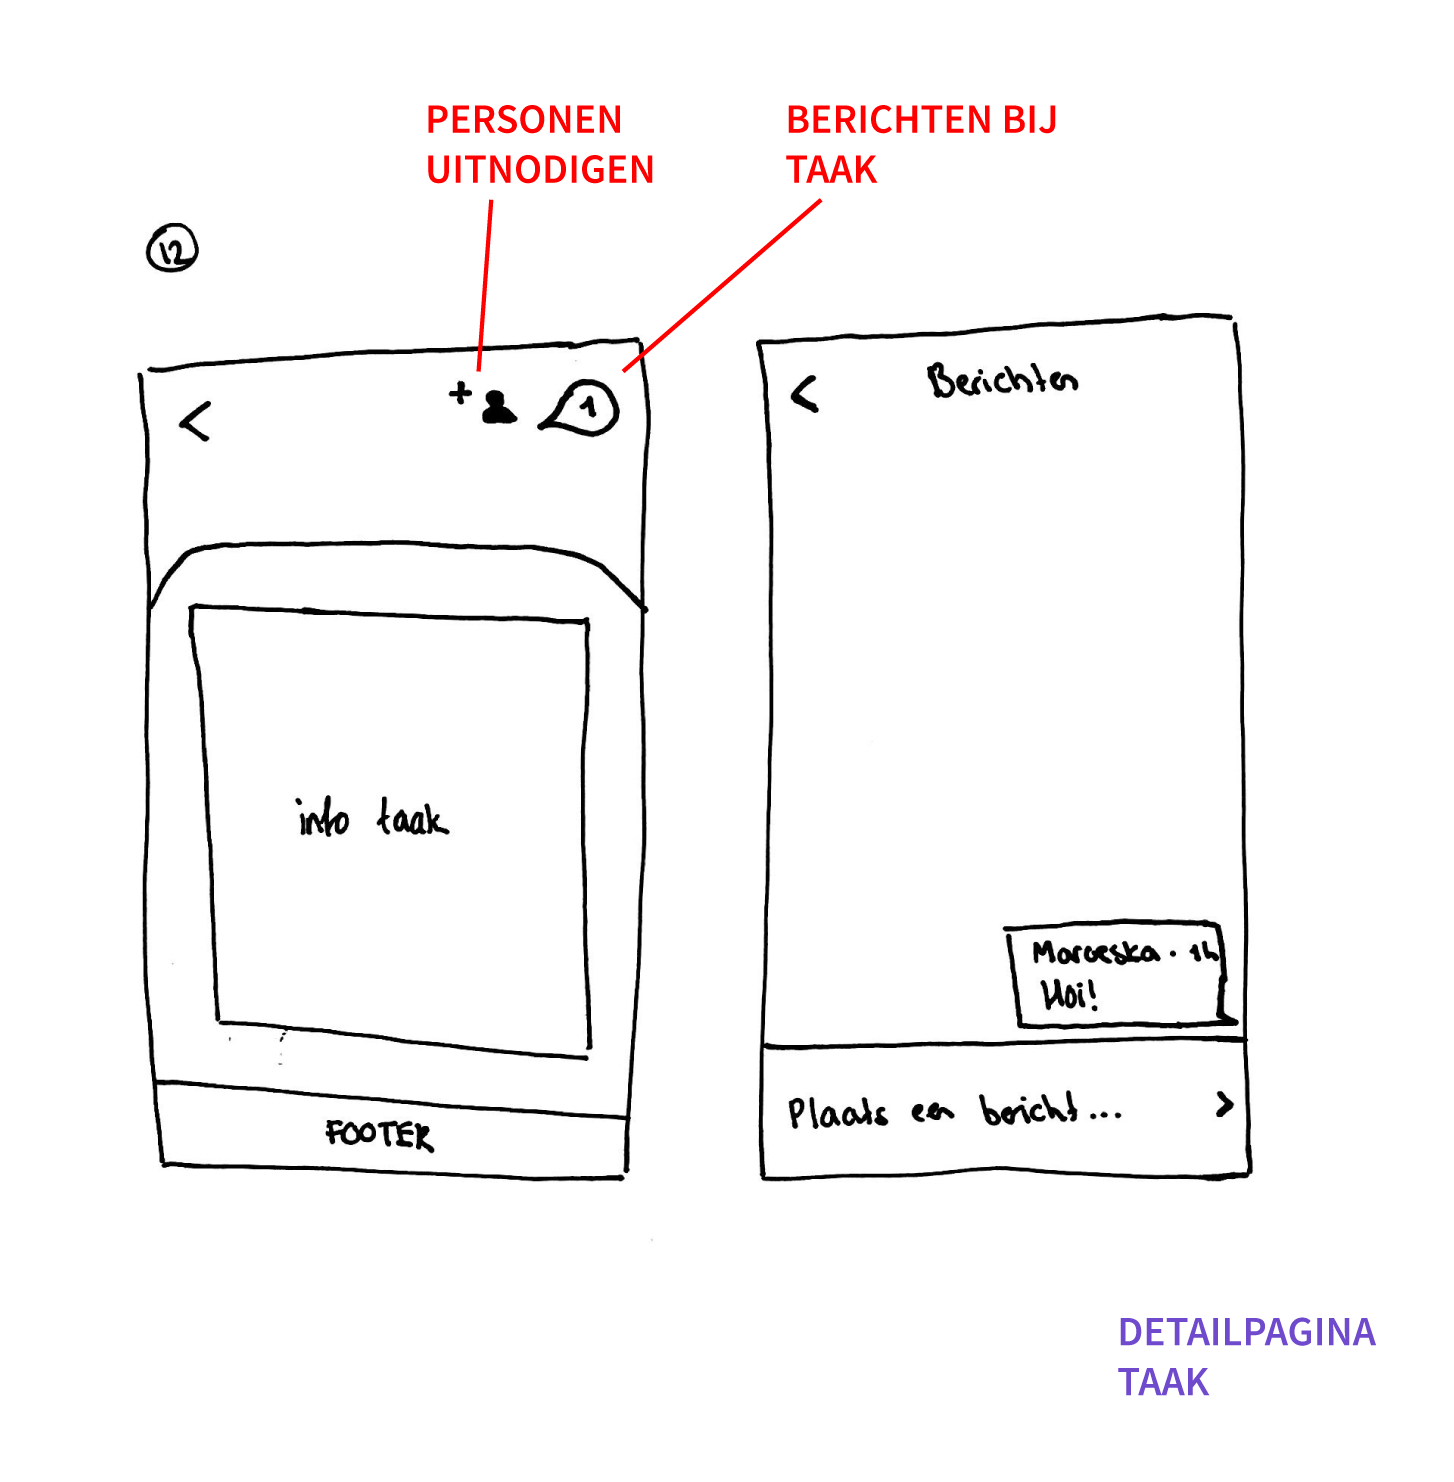 PERSONEN
UITNODIGEN
BERICHTEN BIJ
TAAK
12
+
1
<
info taak
FOOTER
<
Berichten
Maroeska · 1h
Hoi!
Plaats een bericht... >
DETAILPAGINA
TAAK